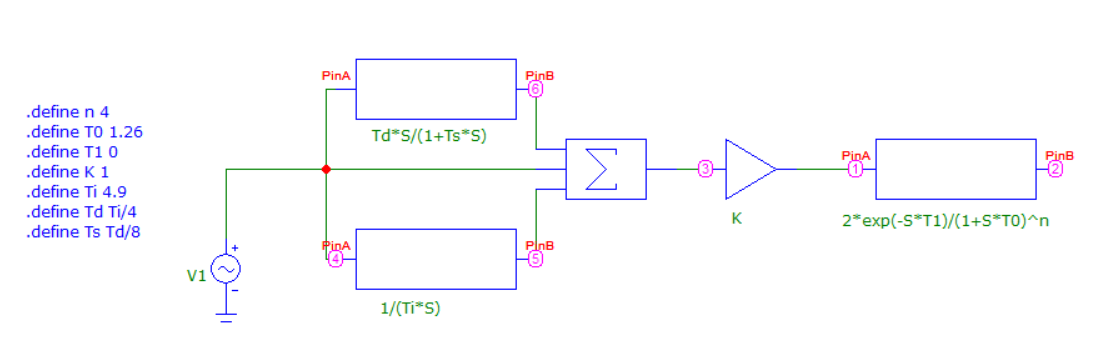 PinA
PinB
6
.define n 4
.define T0 1.26
.define T1 0
.define K 1
.define Ti 4.9
.define Td Ti/4
.define Ts Td/8
Td*S/(1+Ts*S)
Σ
3
PinA
1
PinB
2
K
2*exp(-S*T1)/(1+S*T0)^n
PinA
4
PinB
5
V1
+
-
1/(Ti*S)